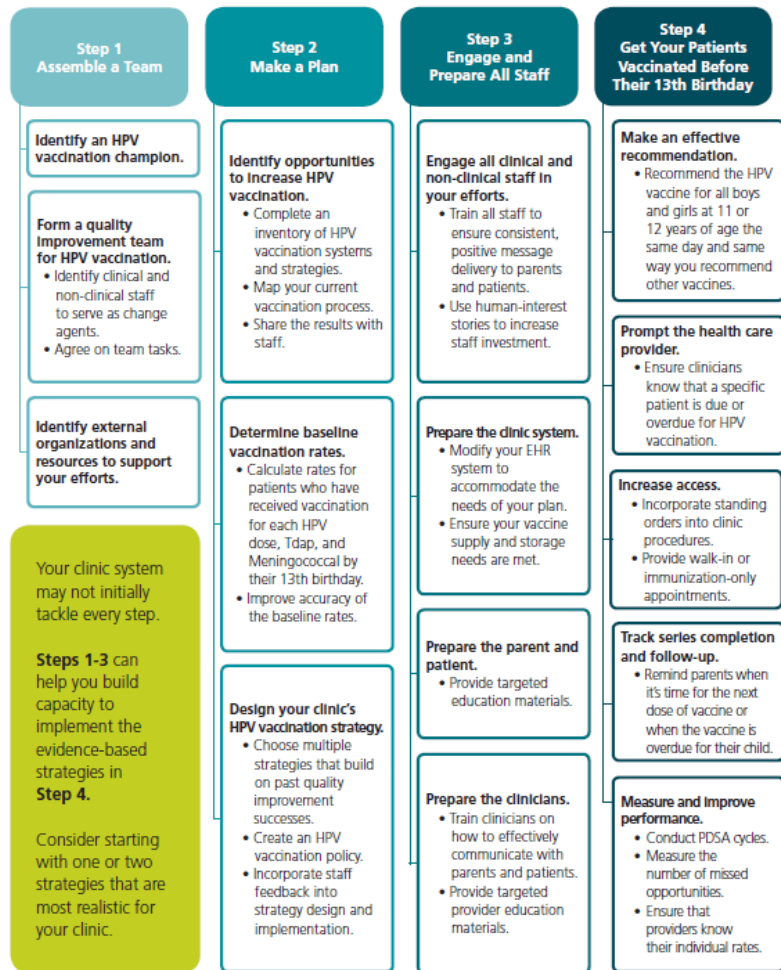 Step 1
Assemble a Team
Identify an HPV
vaccination champion.
Form a quality
improvement team
for HPV vaccination.
• Identify clinical and
non-clinical staff
to serve as change
agents.
• Agree on team tasks.
Identify external
organizations and
resources to support
your efforts.
Your clinic system
may not initially
tackle every step.
Steps 1-3 can
help you build
capacity to
implement the
evidence-based
strategies in
Step 4.
Consider starting
with one or two
strategies that are
most realistic for
your clinic.
Step 2
Make a Plan
Identify opportunities
to increase HPV
vaccination.
• Complete an
inventory of HPV
vaccination systems
and strategies.
• Map your current
vaccination process.
• Share the results with
staff.
Determine baseline
vaccination rates.
• Calculate rates for
patients who have
received vaccination
for each HPV
dose, Tdap, and
Meningococcal by
their 13th birthday.
• Improve accuracy of
the baseline rates.
Design your clinic's
HPV vaccination strategy.
• Choose multiple
strategies that build
on past quality
improvement
successes.
• Create an HPV
vaccination policy.
• Incorporate staff
feedback into
strategy design and
implementation.
Step 3
Engage and
Prepare All Staff
Engage all clinical and
non-clinical staff in
your efforts.
• Train all staff to
ensure consistent,
positive message
delivery to parents
and patients.
• Use human-interest
stories to increase
staff investment.
Prepare the clinic system.
• Modify your EHR
system to
accommodate the
needs of your plan.
• Ensure your vaccine
supply and storage
needs are met.
Prepare the parent and
patient.
• Provide targeted
education materials.
Prepare the clinicians.
• Train clinicians on
how to effectively
communicate with
parents and patients.
• Provide targeted
provider education
materials.
Step 4
Get Your Patients
Vaccinated Before
Their 13th Birthday
Make an effective
recommendation.
• Recommend the HPV
vaccine for all boys
and girls at 11 or
12 years of age the
same day and same
way you recommend
other vaccines.
Prompt the health care
provider.
• Ensure clinicians
know that a specific
patient is due or
overdue for HPV
vaccination.
Increase access.
• Incorporate standing
orders into clinic
procedures.
• Provide walk-in or
immunization-only
appointments.
Track series completion
and follow-up.
• Remind parents when
it's time for the next
dose of vaccine or
when the vaccine is
overdue for their child.
Measure and improve
performance.
• Conduct PDSA cycles.
• Measure the
number of missed
opportunities.
• Ensure that
providers know
their individual rates.